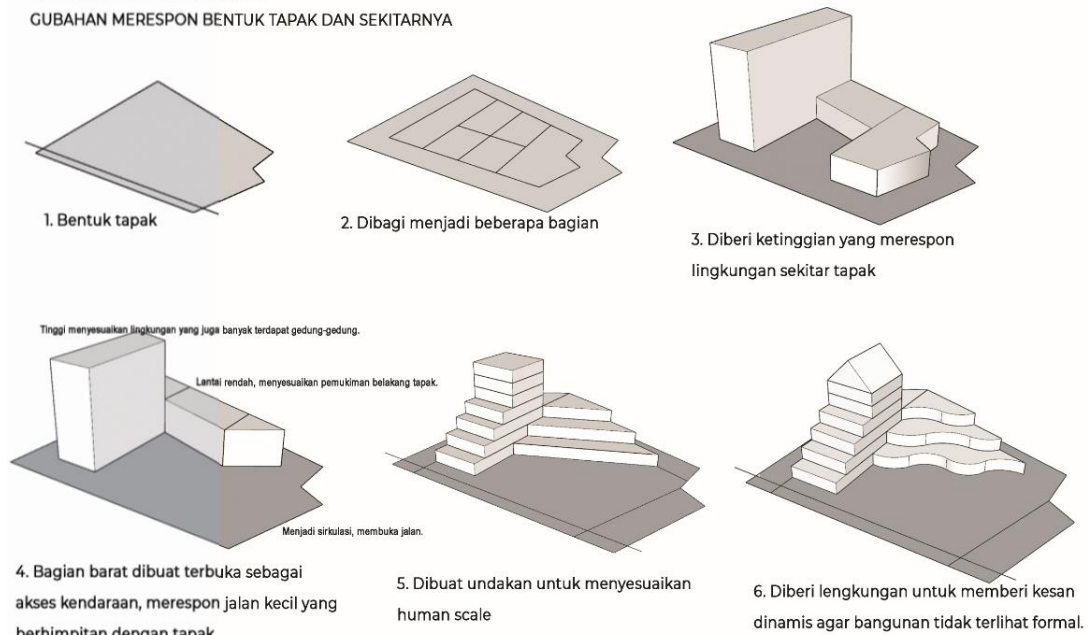 GUBAHAN MERESPON BENTUK TAPAK DAN SEKITARNYA
1. Bentuk tapak
2. Dibagi menjadi beberapa bagian
3. Diberi ketinggian yang merespon
lingkungan sekitar tapak
Tinggi menyesuaikan lingkungan yang juga banyak terdapat gedung-gedung.
Lantai rendah, menyesuaikan pemukiman belakang tapak.
Menjadi sirkulasi, membuka jalan.
4. Bagian barat dibuat terbuka sebagai
akses kendaraan, merespon jalan kecil yang
berhimpitan dengan tapak
5. Dibuat undakan untuk menyesuaikan
human scale
6. Diberi lengkungan untuk memberi kesan
dinamis agar bangunan tidak terlihat formal.